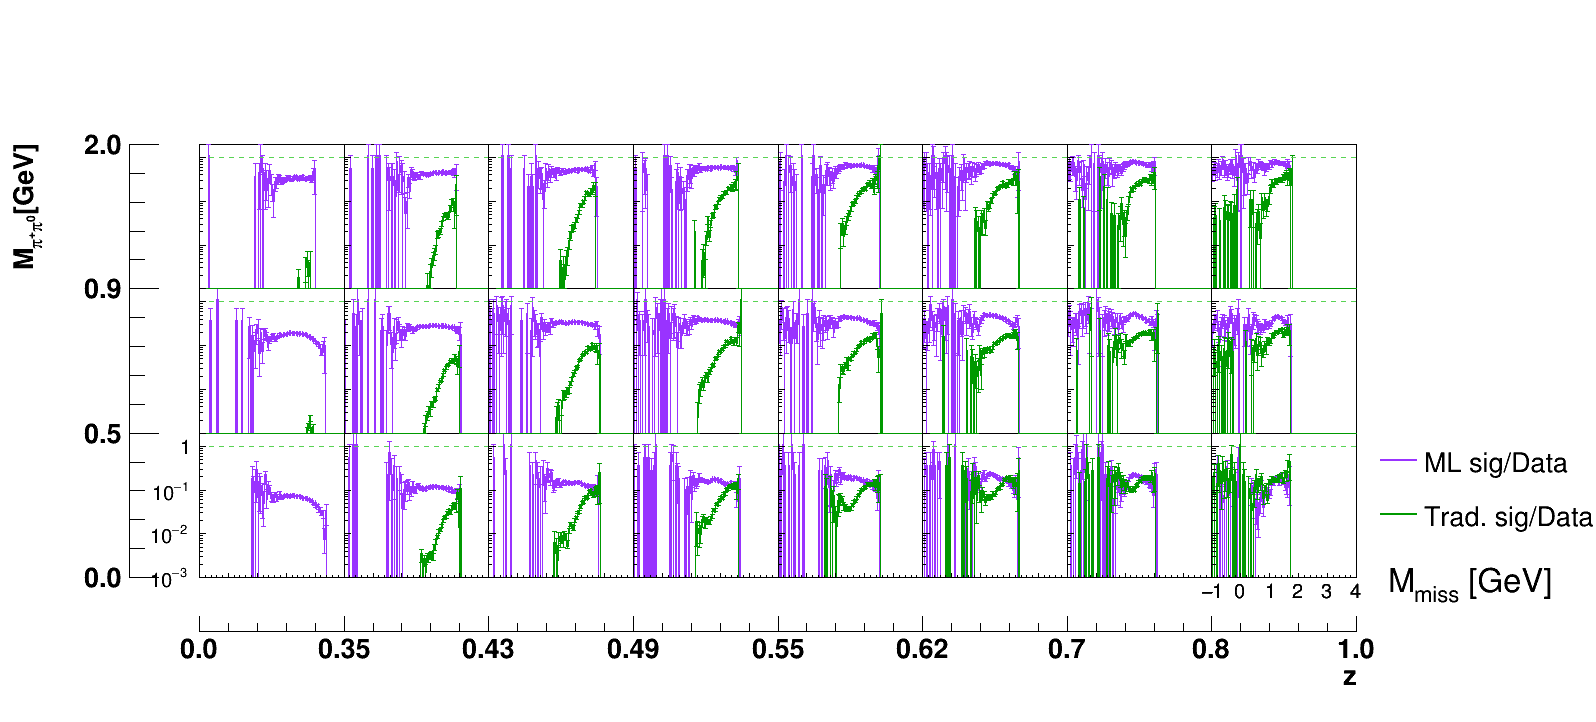 M_{π⁺π⁰}[GeV]
2.0
0.9
0.5
0.0
1
10⁻¹
10⁻²
10⁻³
ML sig/Data
Trad. sig/Data
−1 0 1 2 3 4
M_{miss} [GeV]
0.0 0.35 0.43 0.49 0.55 0.62 0.7 0.8 1.0
z